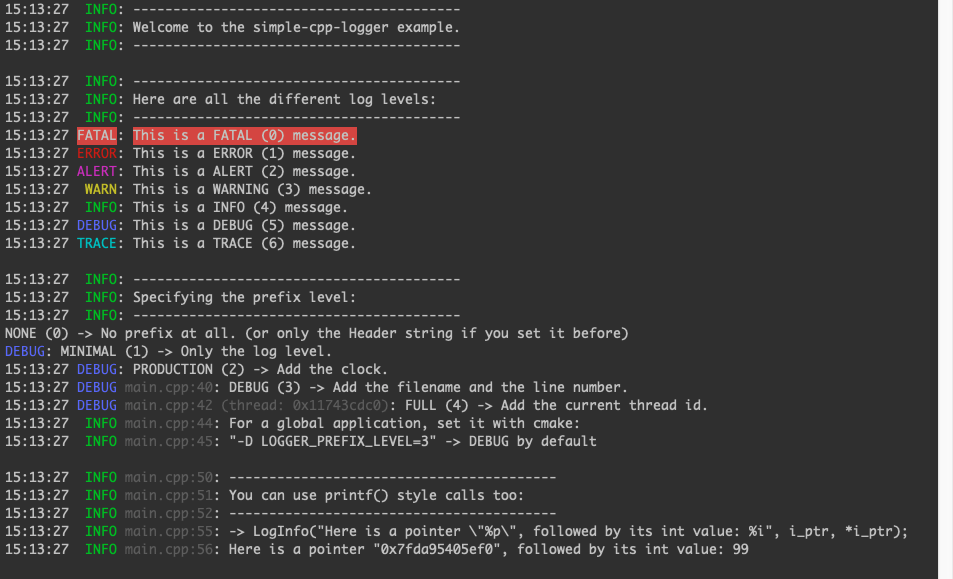 15:13:27  INFO: -----------------------------------------
15:13:27  INFO: Welcome to the simple-cpp-logger example.
15:13:27  INFO: -----------------------------------------
15:13:27  INFO: -----------------------------------------
15:13:27  INFO: Here are all the different log levels:
15:13:27  INFO: -----------------------------------------
15:13:27 FATAL: This is a FATAL (0) message.
15:13:27 ERROR: This is a ERROR (1) message.
15:13:27 ALERT: This is a ALERT (2) message.
15:13:27  WARN: This is a WARNING (3) message.
15:13:27  INFO: This is a INFO (4) message.
15:13:27 DEBUG: This is a DEBUG (5) message.
15:13:27 TRACE: This is a TRACE (6) message.
15:13:27  INFO: -----------------------------------------
15:13:27  INFO: Specifying the prefix level:
15:13:27  INFO: -----------------------------------------
NONE (0) -> No prefix at all. (or only the Header string if you set it before)
DEBUG: MINIMAL (1) -> Only the log level.
15:13:27 DEBUG: PRODUCTION (2) -> Add the clock.
15:13:27 DEBUG main.cpp:40: DEBUG (3) -> Add the filename and the line number.
15:13:27 DEBUG main.cpp:42 (thread: 0x11743cdc0): FULL (4) -> Add the current thread id.
15:13:27  INFO main.cpp:44: For a global application, set it with cmake:
15:13:27  INFO main.cpp:45: "-D LOGGER_PREFIX_LEVEL=3" -> DEBUG by default
15:13:27  INFO main.cpp:50: -----------------------------------------
15:13:27  INFO main.cpp:51: You can use printf() style calls too:
15:13:27  INFO main.cpp:52: -----------------------------------------
15:13:27  INFO main.cpp:55: -> LogInfo("Here is a pointer \"%p\", followed by its int value: %i", i_ptr, *i_ptr);
15:13:27  INFO main.cpp:56: Here is a pointer "0x7fda95405ef0", followed by its int value: 99